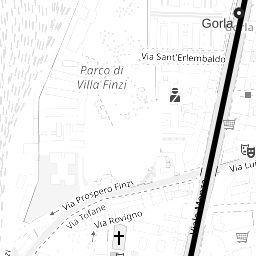 Gorla
Via Sant'Erlembaldo
Parco di
Villa Finzi
Via Prospero Finzi
Via Tofane
Via Rovigno